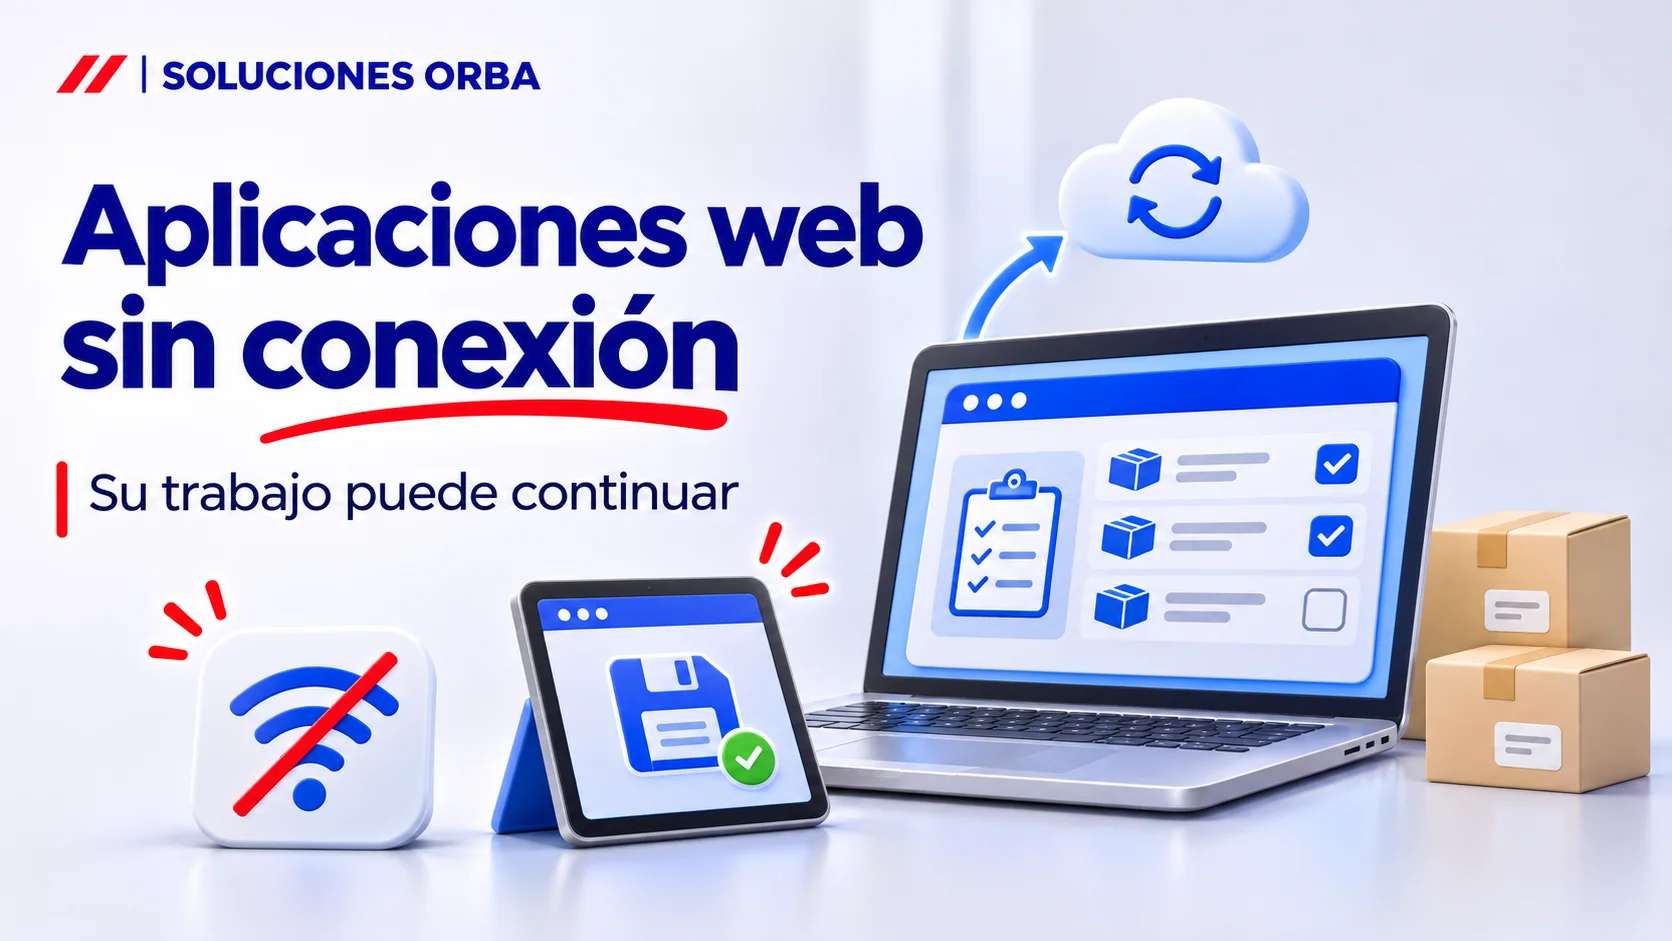 SOLUCIONES ORBA
Aplicaciones web
sin conexión
Su trabajo puede continuar